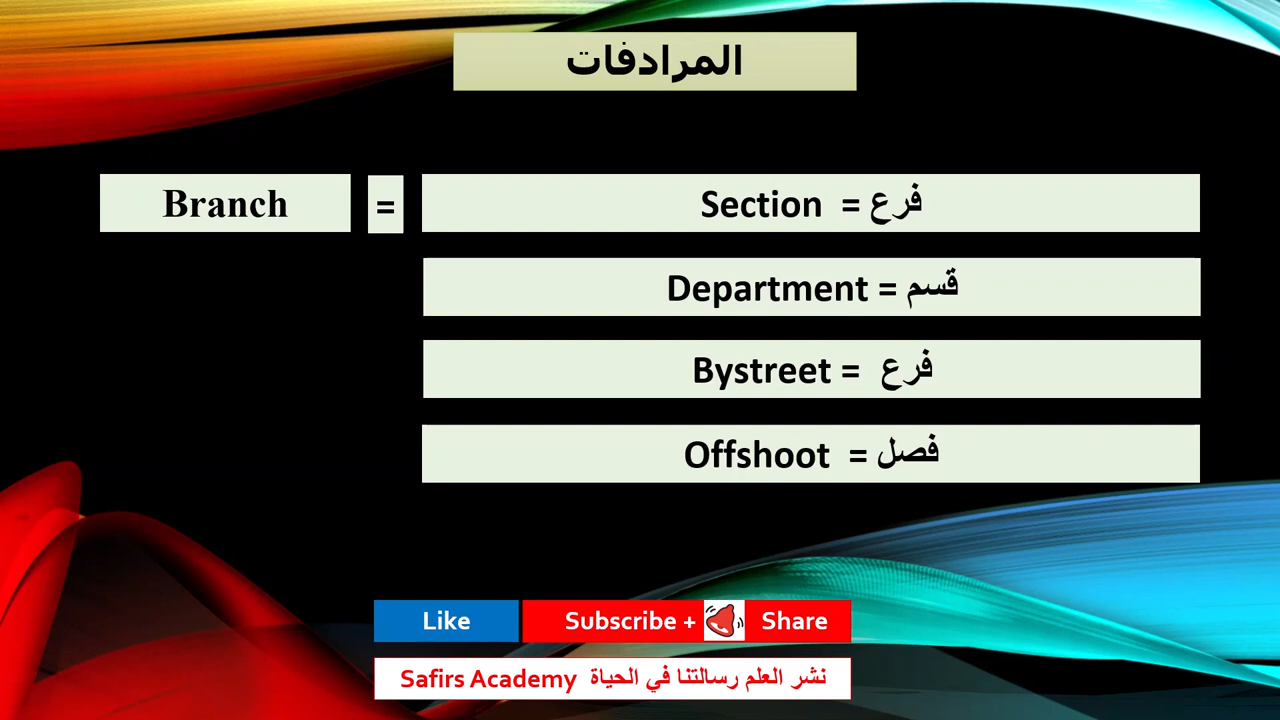 المرادفات
Branch = Section = فرع
Department = قسم
Bystreet = فرع
Offshoot = فصل
Like Subscribe + Share
Safirs Academy نشر العلم رسالتنا في الحياة